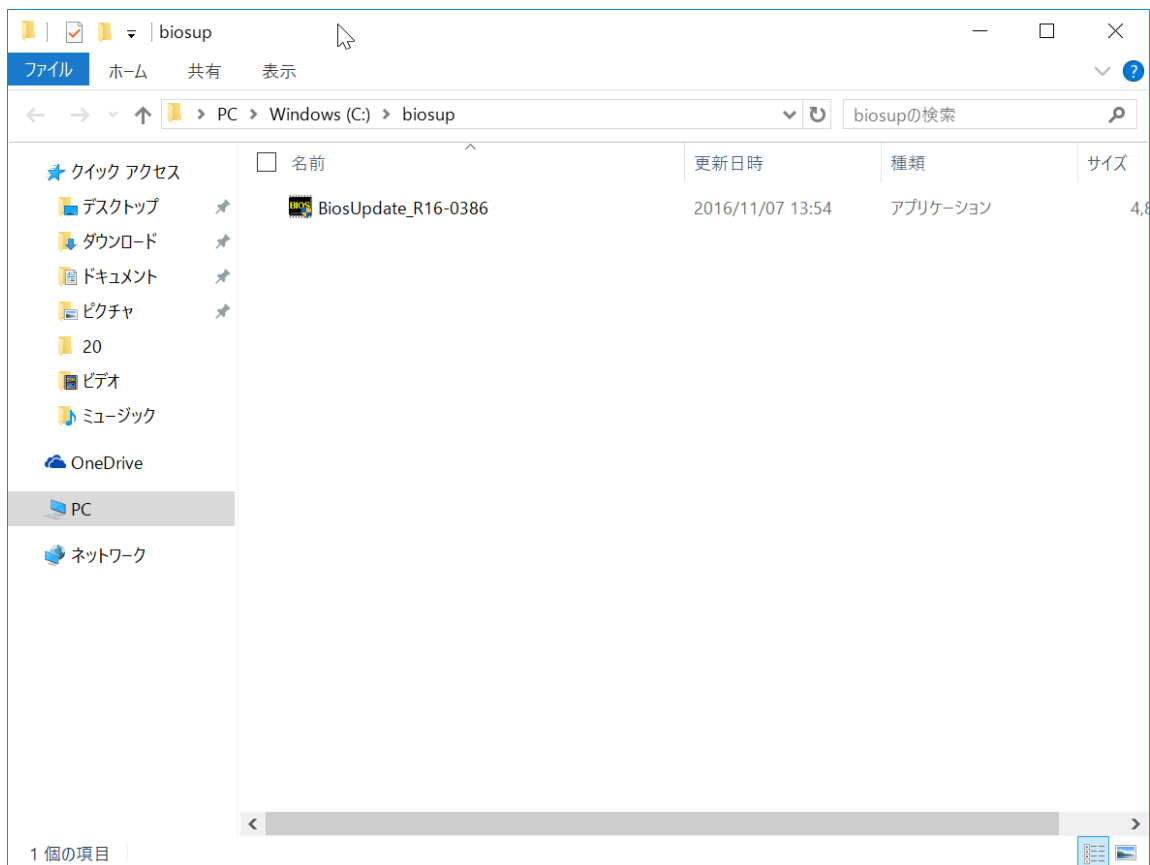 biosup
ファイル ホーム 共有 表示
PC Windows (C:) biosup biosupの検索
名前 更新日時 種類 サイズ
クイック アクセス
BiosUpdate_R16-0386 2016/11/07 13:54 アプリケーション 4,8
デスクトップ
ダウンロード
ドキュメント
ピクチャ
20
ビデオ
ミュージック
OneDrive
PC
ネットワーク
1 個の項目